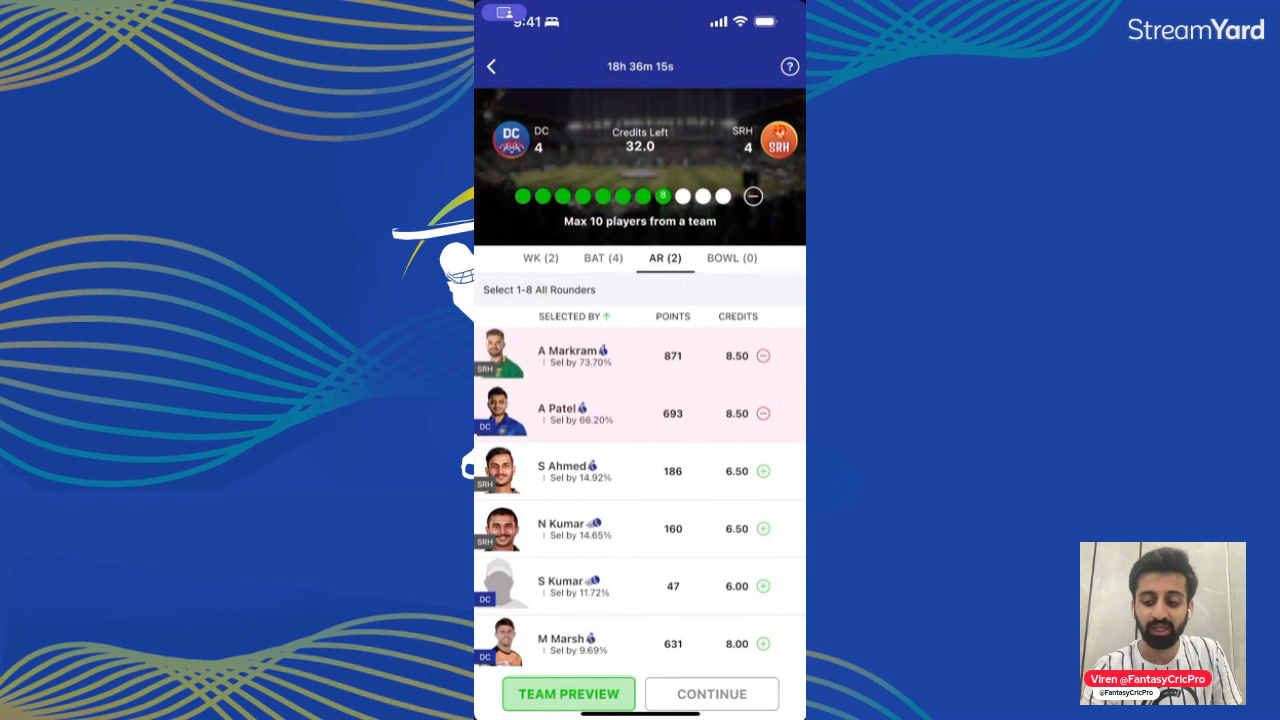 StreamYard
9:41
18h 36m 15s
?
DC
DC
4
Credits Left
32.0
SRH
4
SRH
8
Max 10 players from a team
WK (2) BAT (4) AR (2) BOWL (0)
Select 1-8 All Rounders
SELECTED BY ↑ POINTS CREDITS
A Markram 871 8.50
Sel by 73.70%
SRH
A Patel 693 8.50
Sel by 66.20%
DC
S Ahmed 186 6.50
Sel by 14.92%
SRH
N Kumar 160 6.50
Sel by 14.65%
SRH
S Kumar 47 6.00
Sel by 11.72%
DC
M Marsh 631 8.00
Sel by 9.69%
DC
TEAM PREVIEW CONTINUE
Viren @FantasyCricPro
@FantasyCricPro